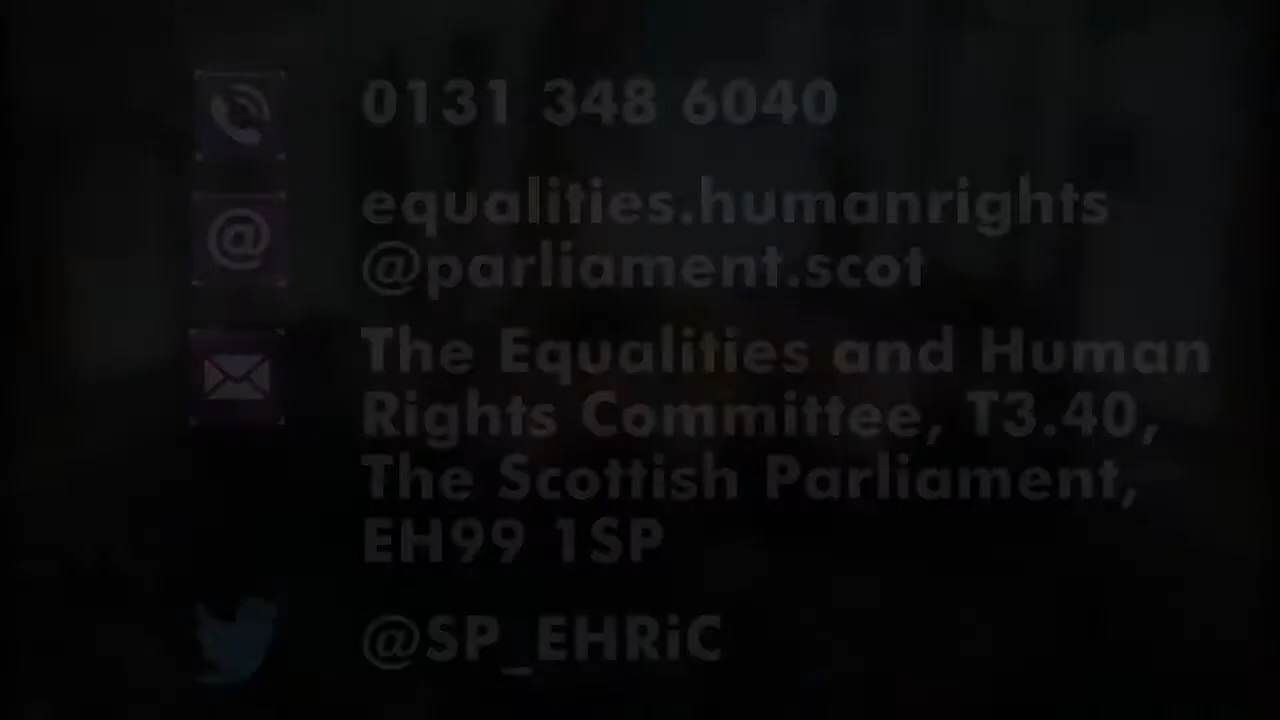 0131 348 6040
equalities.humanrights
@parliament.scot
The Equalities and Human
Rights Committee, T3.40,
The Scottish Parliament,
EH99 1SP
@SP_EHRiC